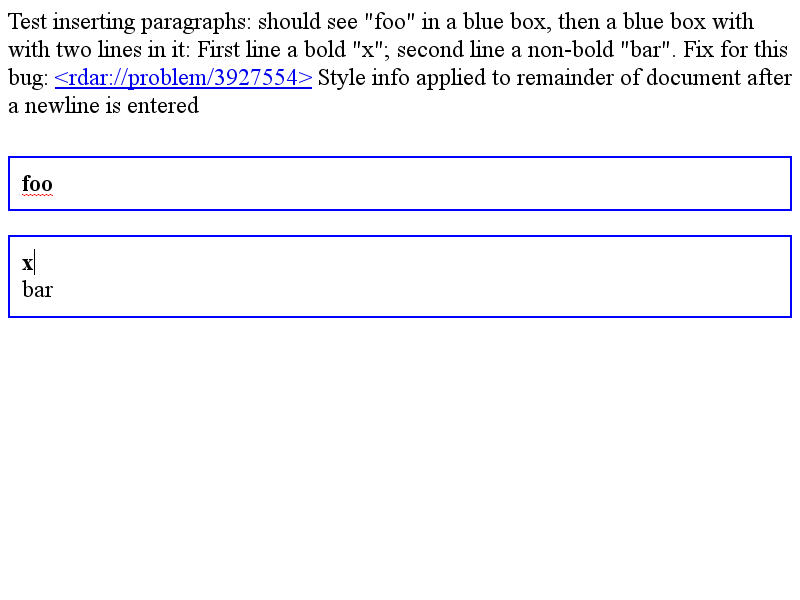 Test inserting paragraphs: should see "foo" in a blue box, then a blue box with
with two lines in it: First line a bold "x"; second line a non-bold "bar". Fix for this
bug: <rdar://problem/3927554> Style info applied to remainder of document after
a newline is entered
foo
x
bar